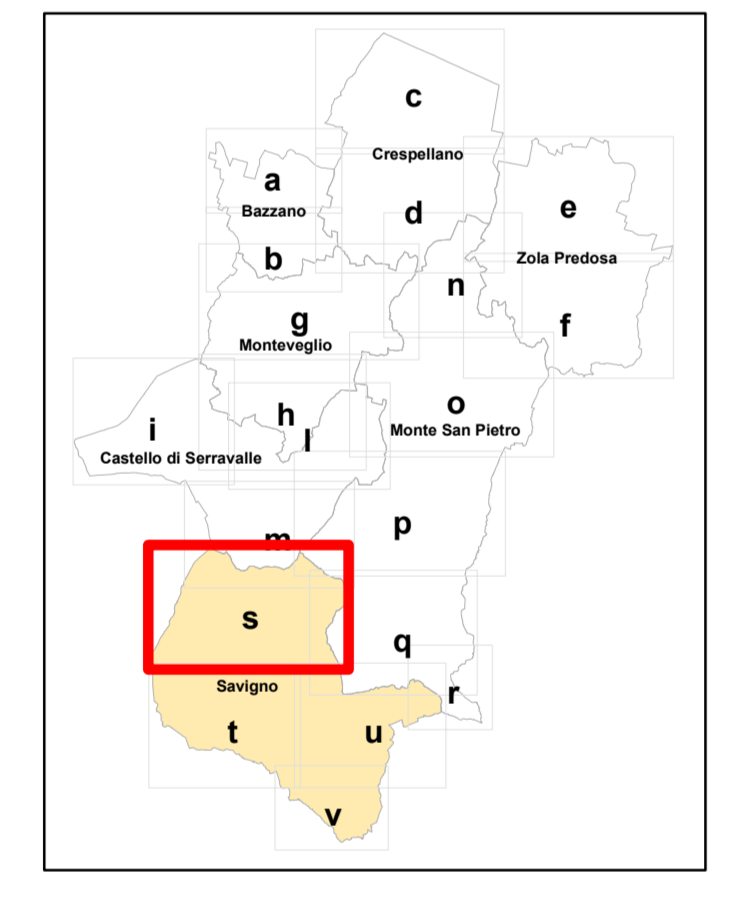 c
Crespellano
a
e
Bazzano
d
b
Zola Predosa
n
g
f
Monteveglio
h
o
i
l
Monte San Pietro
Castello di Serravalle
p
m
s
q
Savigno
r
t
u
v